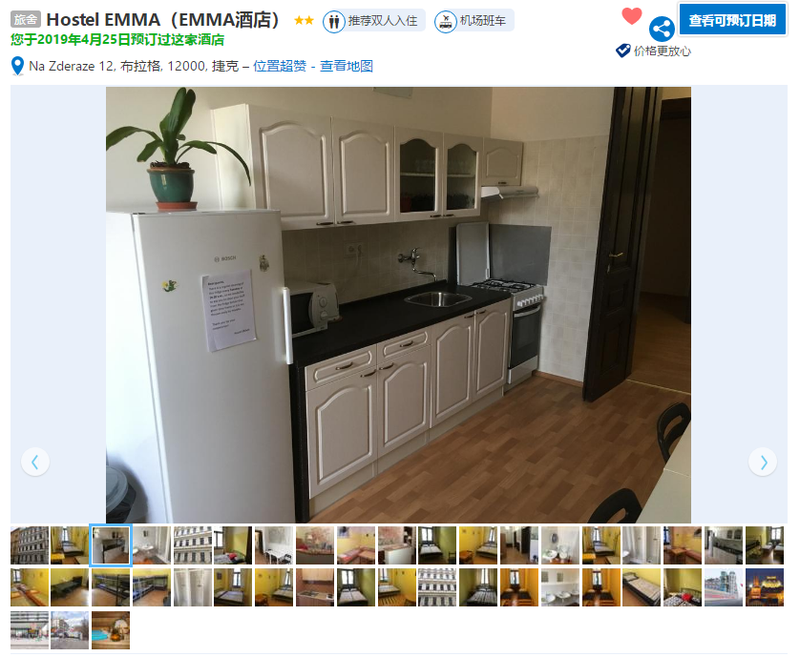 旅舍 Hostel EMMA（EMMA酒店） 推荐双人入住 机场班车 查看可预订日期
您于2019年4月25日预订过这家酒店
价格更放心
Na Zderaze 12, 布拉格, 12000, 捷克 – 位置超赞 - 查看地图
BOSCH